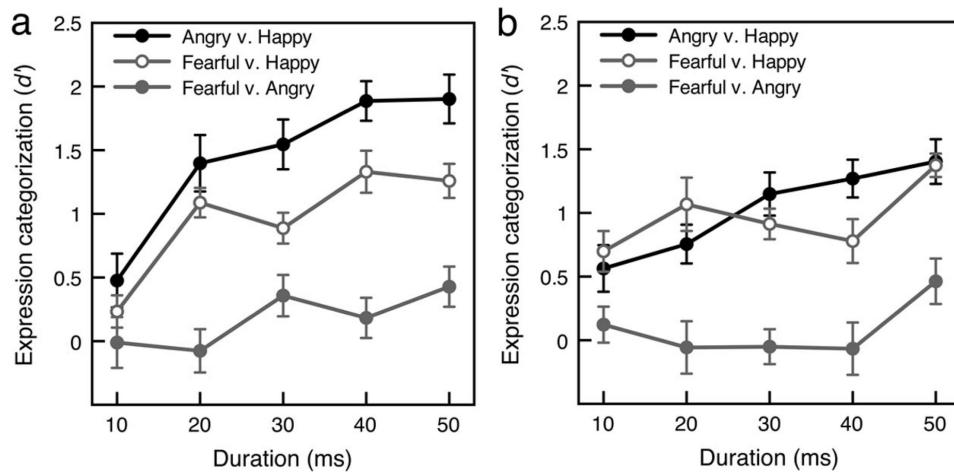 a
Angry v. Happy
Fearful v. Happy
Fearful v. Angry
Expression categorization (d')
2.5
2
1.5
1
0.5
0
10 20 30 40 50
Duration (ms)
b
Angry v. Happy
Fearful v. Happy
Fearful v. Angry
Expression categorization (d')
2.5
2
1.5
1
0.5
0
10 20 30 40 50
Duration (ms)